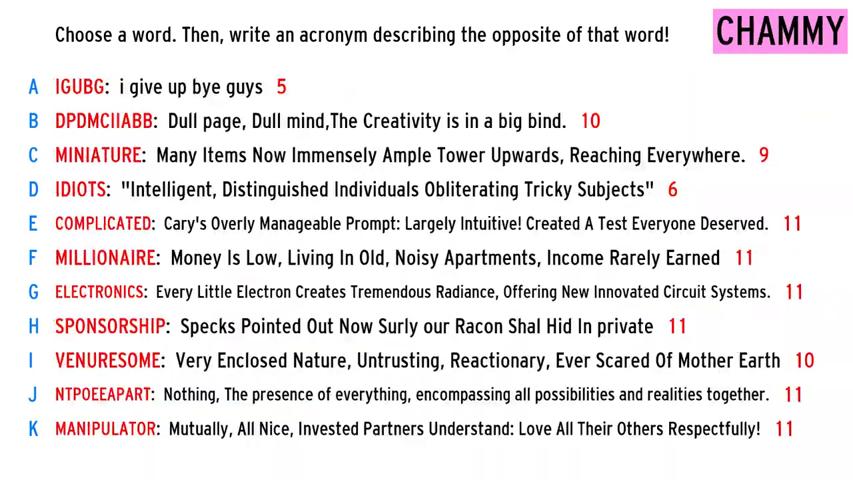 Choose a word. Then, write an acronym describing the opposite of that word!
CHAMMY
A IGUBG: i give up bye guys 5
B DPDMCIIABB: Dull page, Dull mind,The Creativity is in a big bind. 10
C MINIATURE: Many Items Now Immensely Ample Tower Upwards, Reaching Everywhere. 9
D IDIOTS: "Intelligent, Distinguished Individuals Obliterating Tricky Subjects" 6
E COMPLICATED: Cary's Overly Manageable Prompt: Largely Intuitive! Created A Test Everyone Deserved. 11
F MILLIONAIRE: Money Is Low, Living In Old, Noisy Apartments, Income Rarely Earned 11
G ELECTRONICS: Every Little Electron Creates Tremendous Radiance, Offering New Innovated Circuit Systems. 11
H SPONSORSHIP: Specks Pointed Out Now Surly our Racon Shal Hid In private 11
I VENURESOME: Very Enclosed Nature, Untrusting, Reactionary, Ever Scared Of Mother Earth 10
J NTPOEEAPART: Nothing, The presence of everything, encompassing all possibilities and realities together. 11
K MANIPULATOR: Mutually, All Nice, Invested Partners Understand: Love All Their Others Respectfully! 11